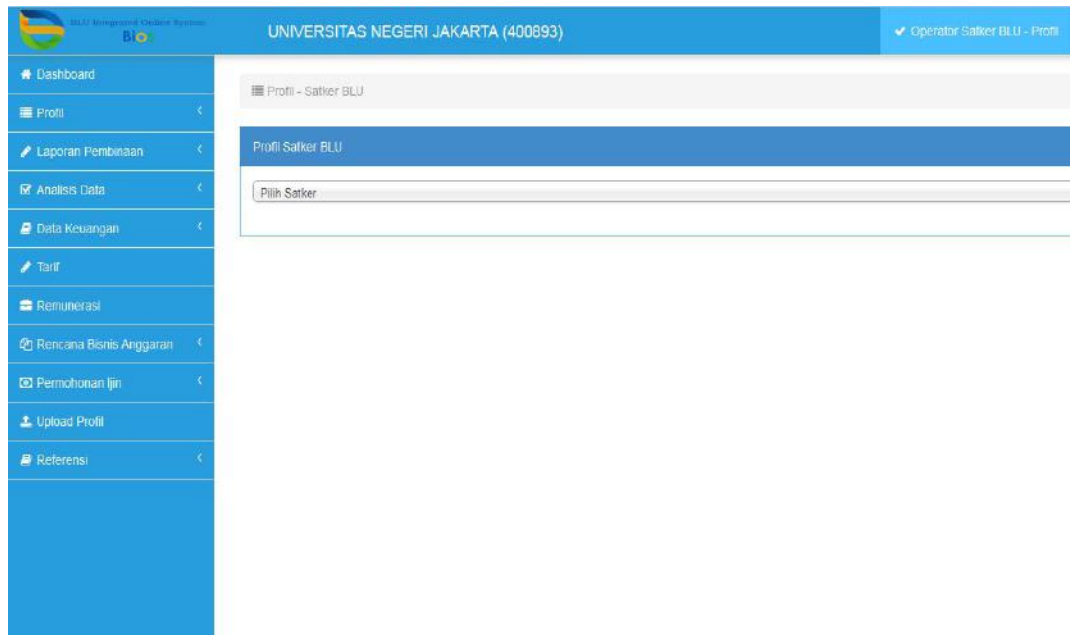 BLU Integrated Online System
Bios
UNIVERSITAS NEGERI JAKARTA (400893)
Operator Satker BLU - Profil
Dashboard
Profil
Laporan Pembinaan
Analisis Data
Data Keuangan
Tarif
Remunerasi
Rencana Bisnis Anggaran
Permohonan Ijin
Upload Profil
Referensi
Profil - Satker BLU
Profil Satker BLU
Pilih Satker